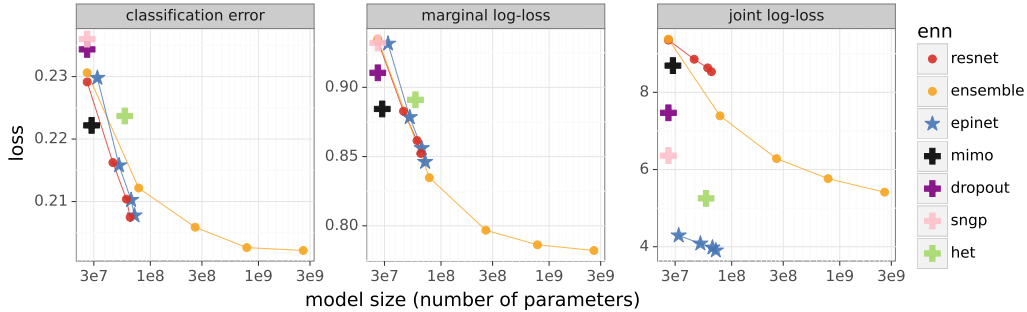 classification error
marginal log-loss
joint log-loss
loss
0.23
0.22
0.21
0.90
0.85
0.80
8
6
4
3e7 1e8 3e8 1e9 3e9
3e7 1e8 3e8 1e9 3e9
3e7 1e8 3e8 1e9 3e9
model size (number of parameters)
enn
resnet
ensemble
epinet
mimo
dropout
sngp
het